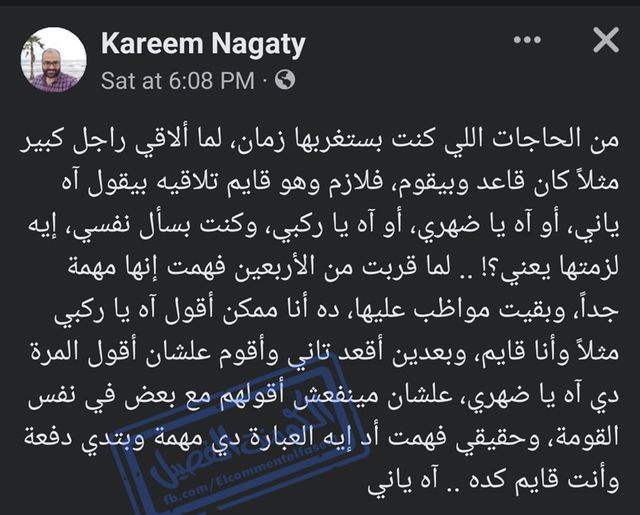 Kareem Nagaty
Sat at 6:08 PM ·
من الحاجات اللي كنت بستغربها زمان، لما ألاقي راجل كبير
مثلاً كان قاعد وبيقوم، فلازم وهو قايم تلاقيه بيقول آه
ياني، أو آه يا ضهري، أو آه يا ركبي، وكنت بسأل نفسي، إيه
لزمتها يعني؟! .. لما قربت من الأربعين فهمت إنها مهمة
جداً، وبقيت مواظب عليها، ده أنا ممكن أقول آه يا ركبي
مثلاً وأنا قايم، وبعدين أقعد تاني وأقوم علشان أقول المرة
دي آه يا ضهري، علشان مينفعش أقولهم مع بعض في نفس
القومة، وحقيقي فهمت أد إيه العبارة دي مهمة وبتدي دفعة
وأنت قايم كده .. آه ياني
الكومنت الفصيل
fb.com/Elcommentelfaseel